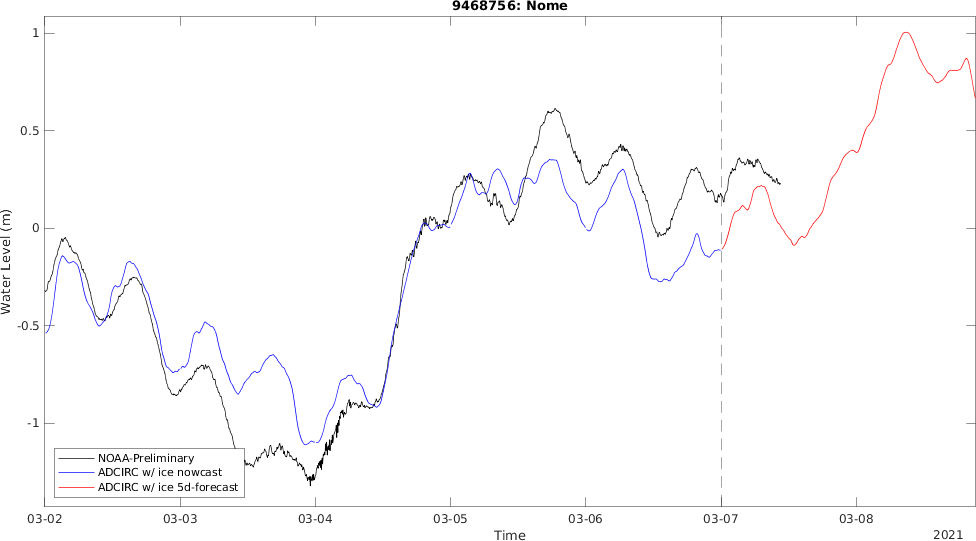 9468756: Nome
1
0.5
0
-0.5
-1
Water Level (m)
NOAA-Preliminary
ADCIRC w/ ice nowcast
ADCIRC w/ ice 5d-forecast
03-02 03-03 03-04 03-05 03-06 03-07 03-08
Time
2021